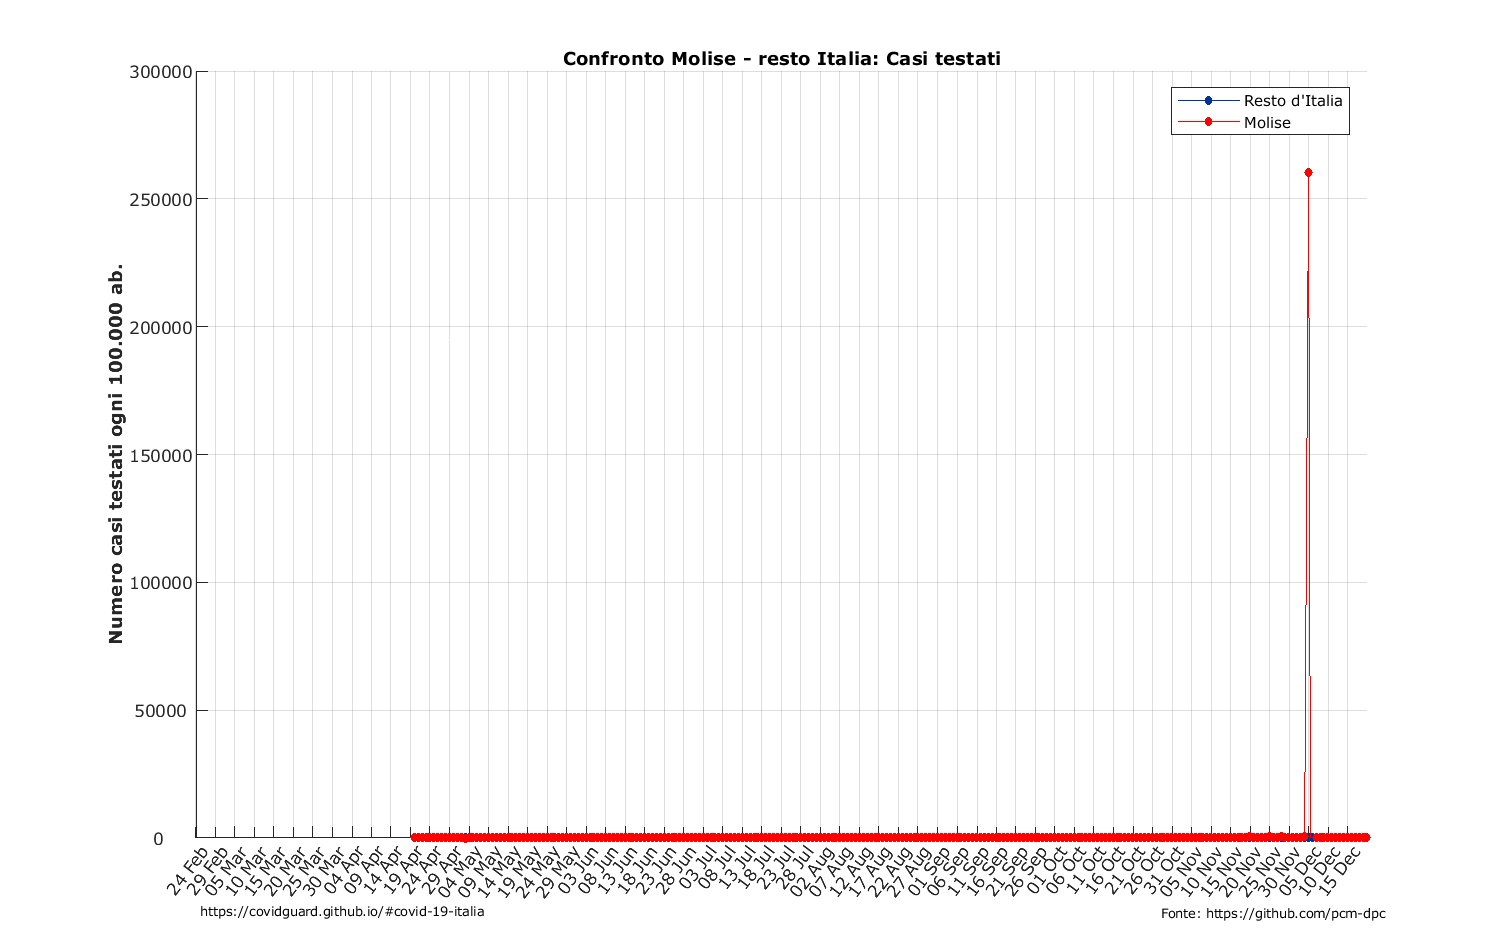 Confronto Molise - resto Italia: Casi testati
Numero casi testati ogni 100.000 ab.
300000
250000
200000
150000
100000
50000
0
Resto d'Italia
Molise
24 Feb
29 Feb
05 Mar
10 Mar
15 Mar
20 Mar
25 Mar
30 Mar
04 Apr
09 Apr
14 Apr
19 Apr
24 Apr
29 Apr
04 May
09 May
14 May
19 May
24 May
29 May
03 Jun
08 Jun
13 Jun
18 Jun
23 Jun
28 Jun
03 Jul
08 Jul
13 Jul
18 Jul
23 Jul
28 Jul
02 Aug
07 Aug
12 Aug
17 Aug
22 Aug
27 Aug
01 Sep
06 Sep
11 Sep
16 Sep
21 Sep
26 Sep
01 Oct
06 Oct
11 Oct
16 Oct
21 Oct
26 Oct
31 Oct
05 Nov
10 Nov
15 Nov
20 Nov
25 Nov
30 Nov
05 Dec
10 Dec
15 Dec
https://covidguard.github.io/#covid-19-italia
Fonte: https://github.com/pcm-dpc